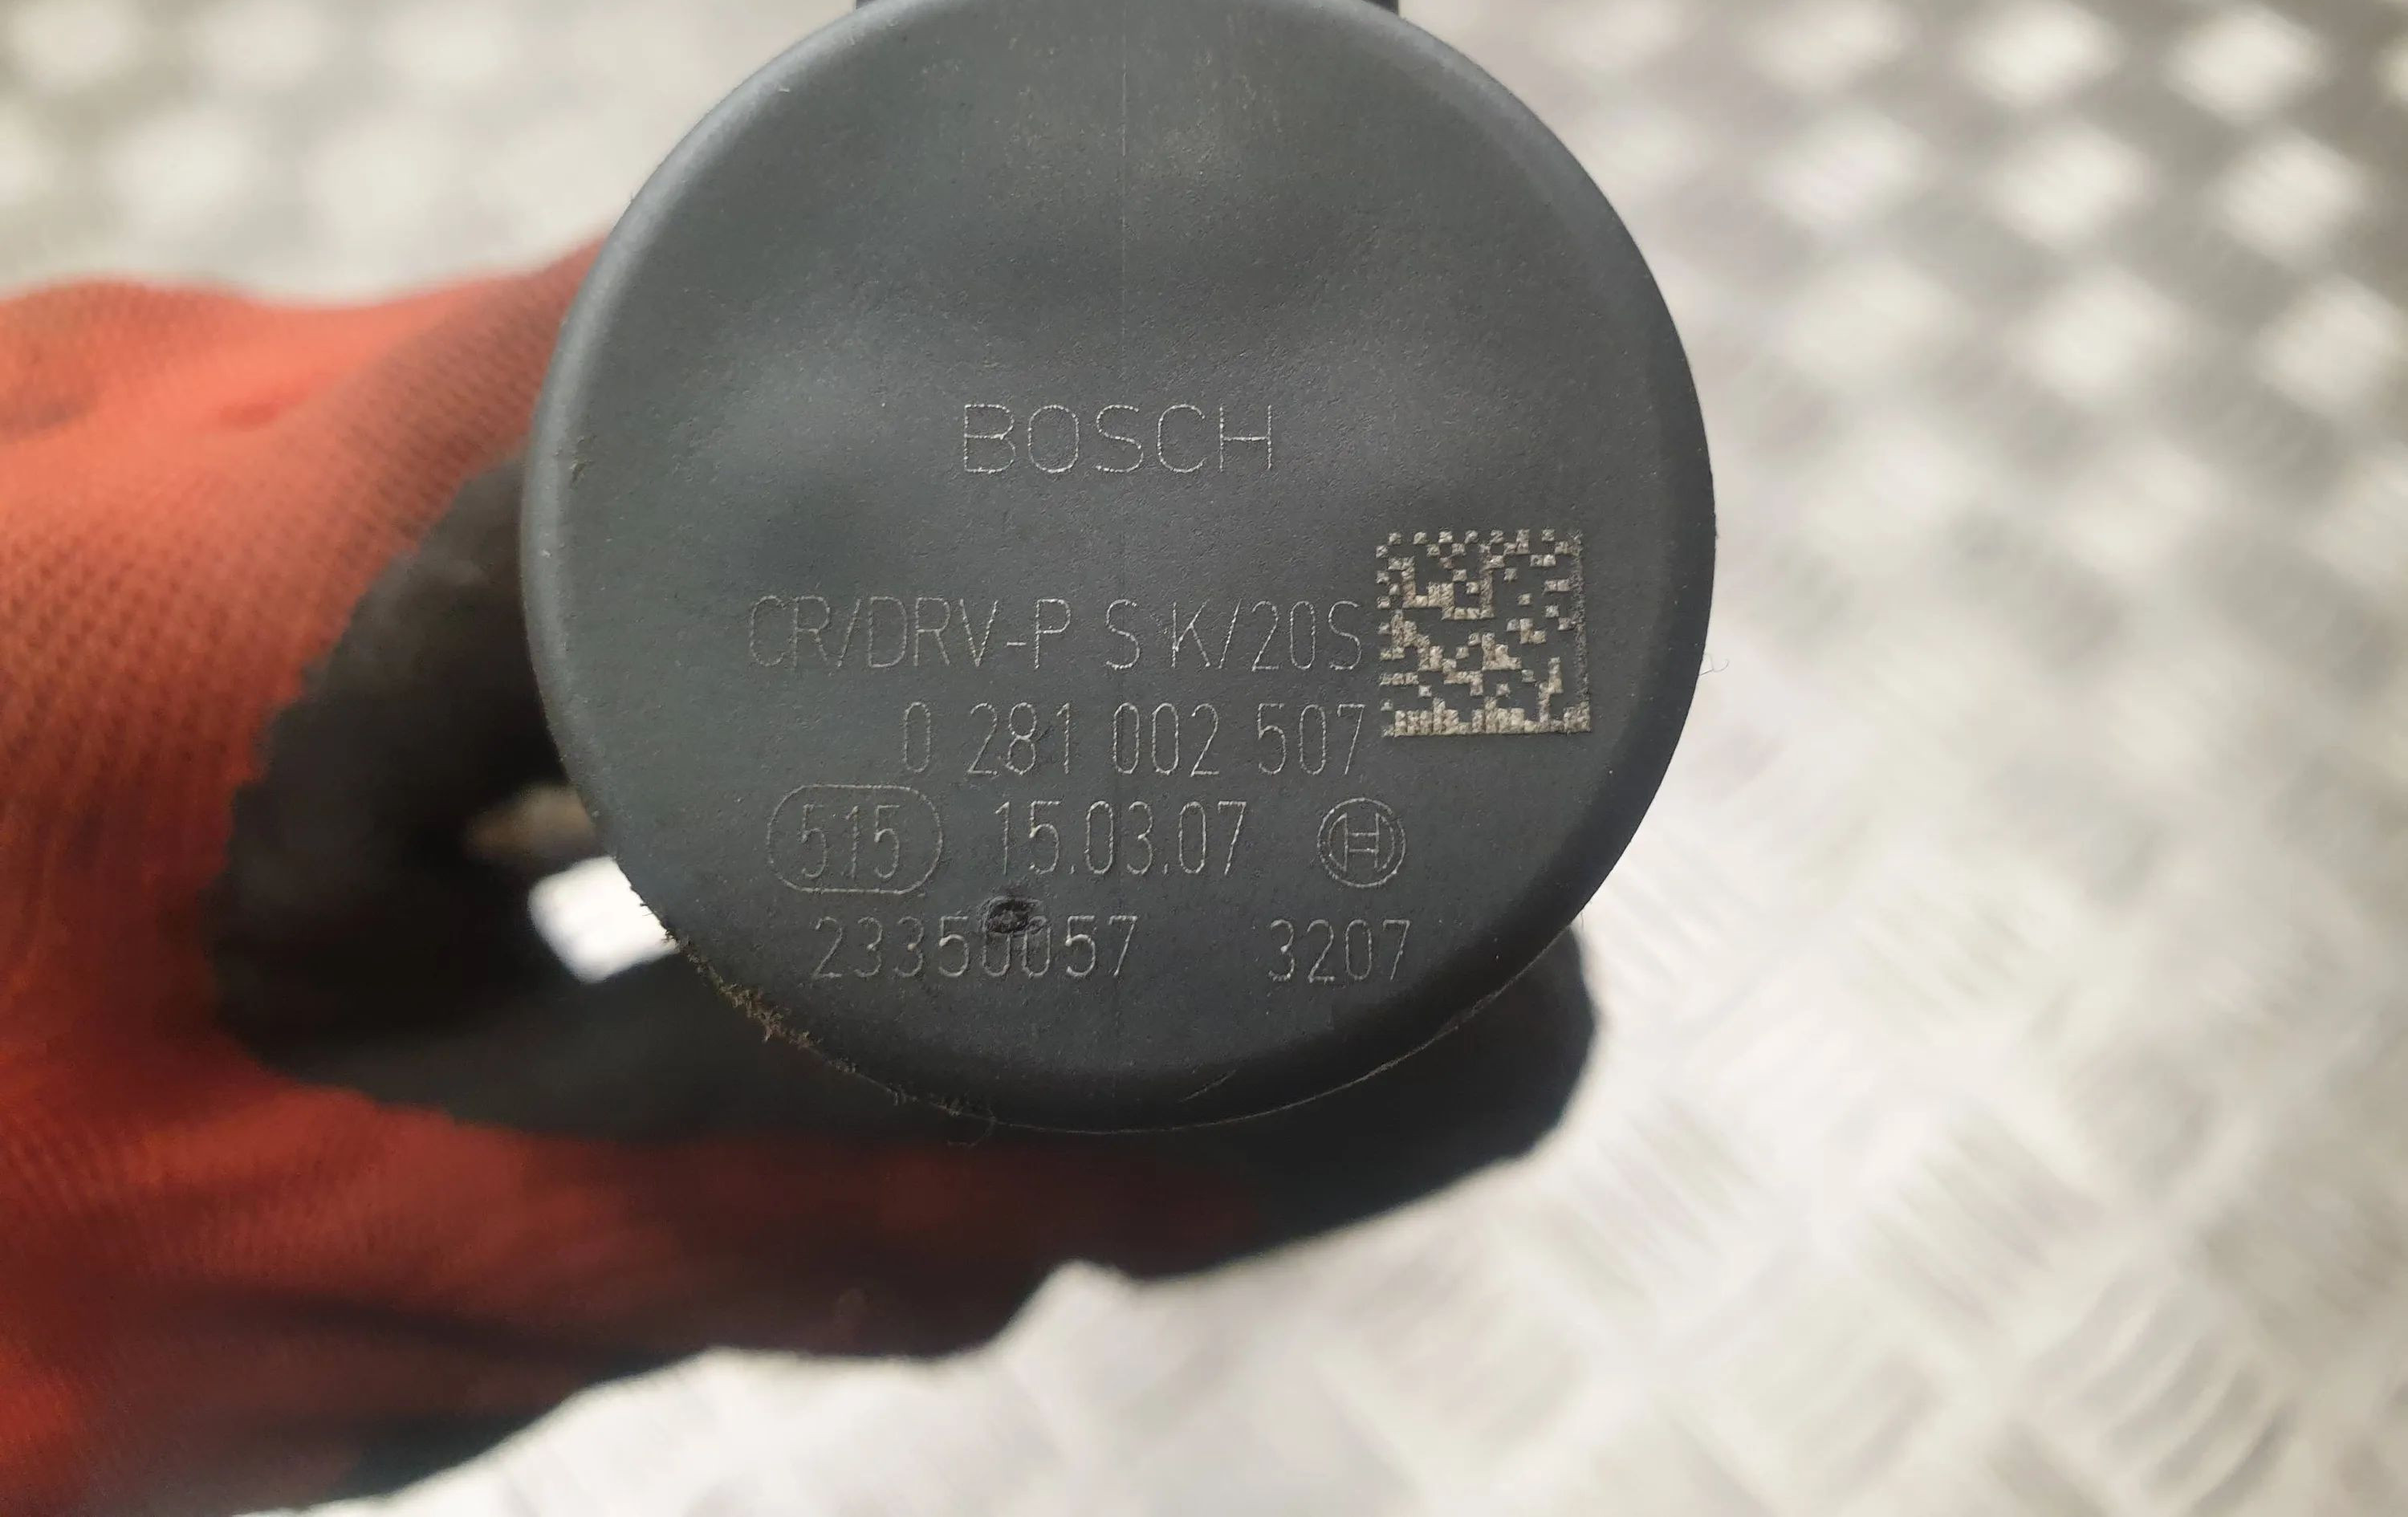 BOSCH
CR/DRV-P S K/20S
0 281 002 507
515 15.03.07 H
23350057 3207